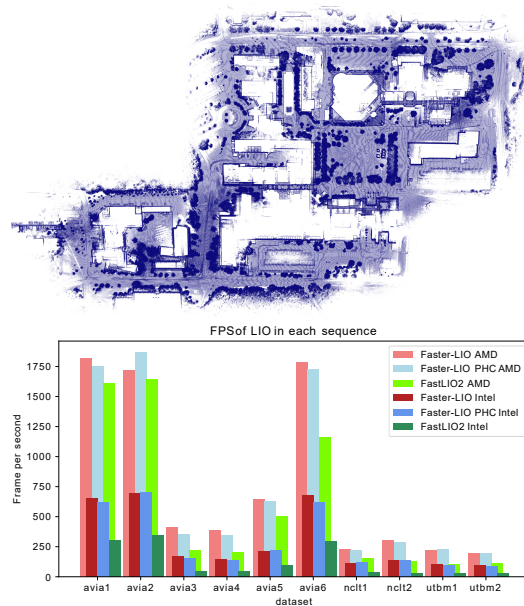 FPSof LIO in each sequence
Faster-LIO AMD
Faster-LIO PHC AMD
FastLIO2 AMD
Faster-LIO Intel
Faster-LIO PHC Intel
FastLIO2 Intel
Frame per second
1750
1500
1250
1000
750
500
250
0
avia1 avia2 avia3 avia4 avia5 avia6 nclt1 nclt2 utbm1 utbm2
dataset